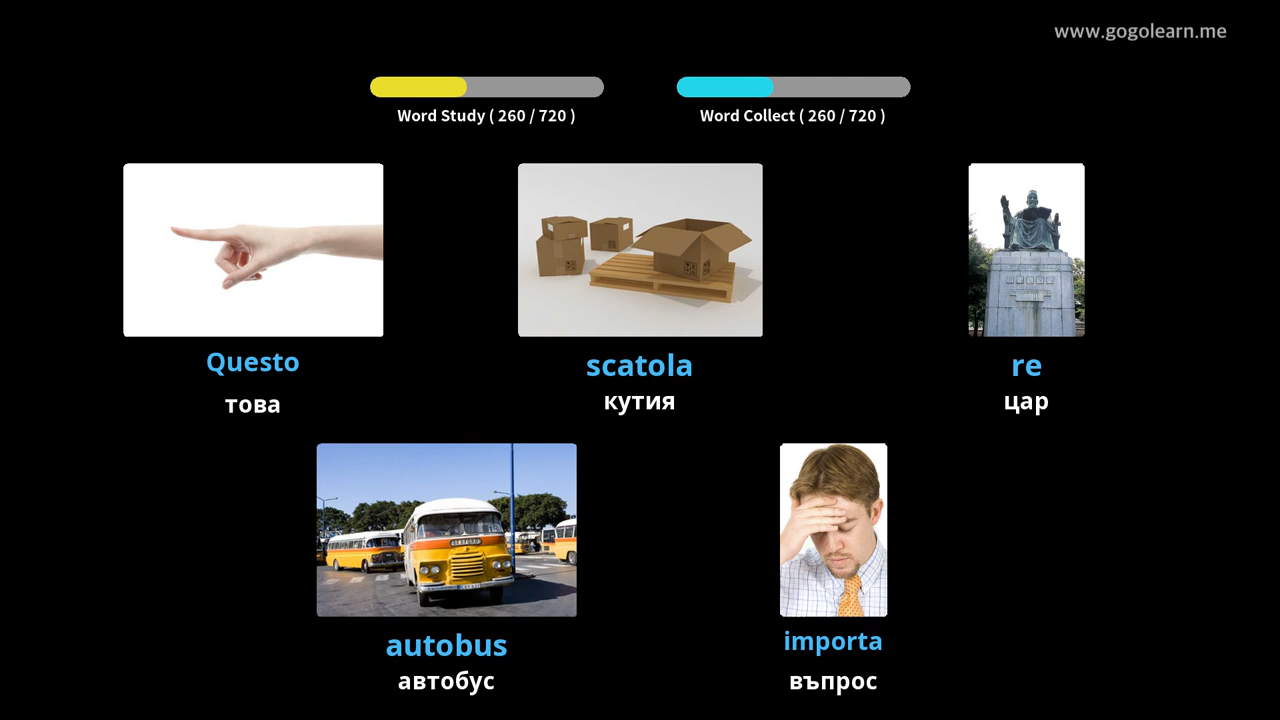 www.gogolearn.me
Word Study ( 260 / 720 )
Word Collect ( 260 / 720 )
Questo
това
scatola
кутия
re
цар
autobus
автобус
importa
въпрос